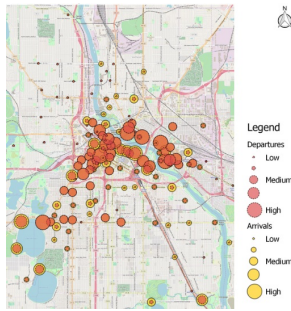 N
Legend
Departures
Low
Medium
High
Arrivals
Low
Medium
High